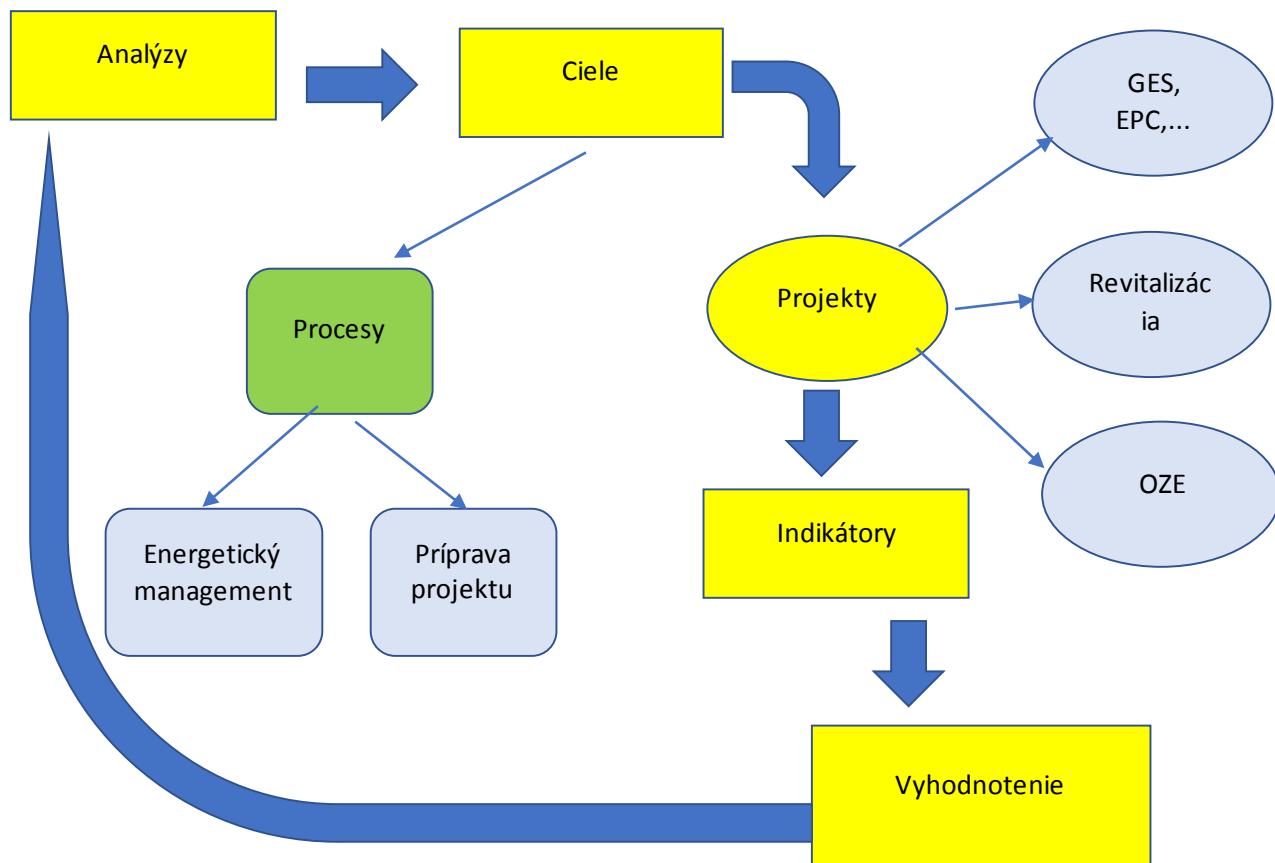 Analýzy
Ciele
GES,
EPC,...
Projekty
Revitalizác
ia
Procesy
OZE
Indikátory
Energetický
management
Príprava
projektu
Vyhodnotenie